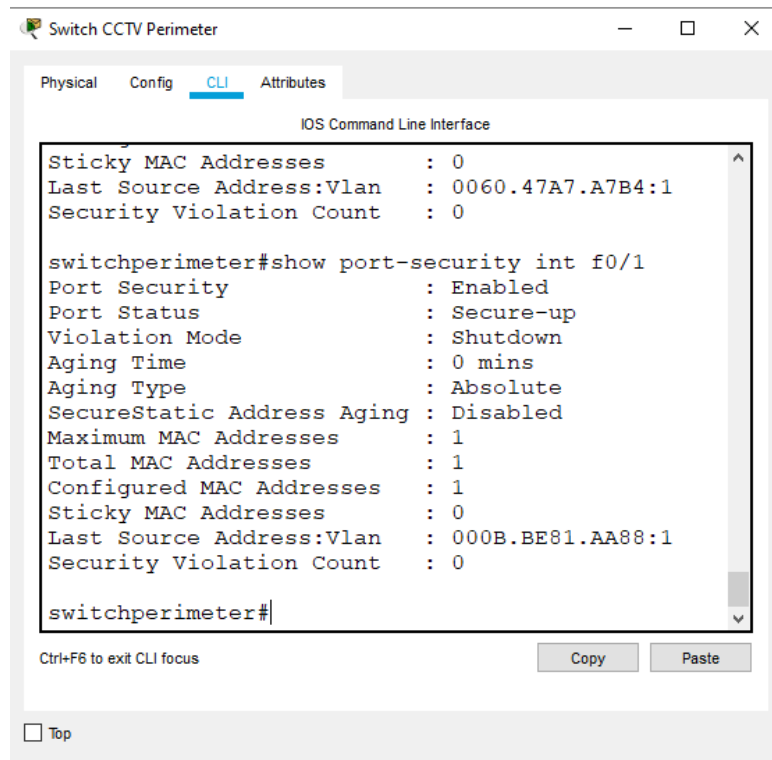 Switch CCTV Perimeter
Physical Config CLI Attributes
IOS Command Line Interface
Sticky MAC Addresses : 0
Last Source Address:Vlan : 0060.47A7.A7B4:1
Security Violation Count : 0
switchperimeter#show port-security int f0/1
Port Security : Enabled
Port Status : Secure-up
Violation Mode : Shutdown
Aging Time : 0 mins
Aging Type : Absolute
SecureStatic Address Aging : Disabled
Maximum MAC Addresses : 1
Total MAC Addresses : 1
Configured MAC Addresses : 1
Sticky MAC Addresses : 0
Last Source Address:Vlan : 000B.BE81.AA88:1
Security Violation Count : 0
switchperimeter#
Ctrl+F6 to exit CLI focus
Copy Paste
Top